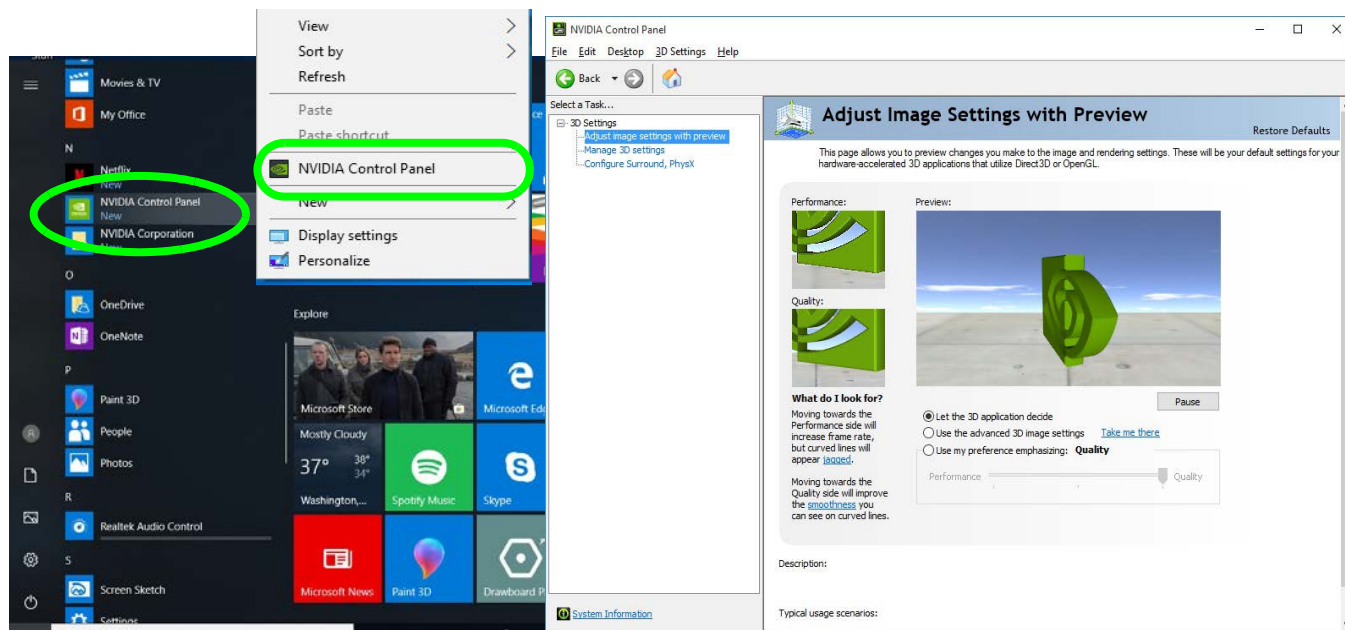 Movies & TV
My Office
N
Netflix
New
NVIDIA Control Panel
New
NVIDIA Corporation
New
O
OneDrive
OneNote
P
Paint 3D
People
Photos
R
Realtek Audio Control
S
Screen Sketch
Settings
View
Sort by
Refresh
Paste
Paste shortcut
NVIDIA Control Panel
New
Display settings
Personalize
Explore
Microsoft Store
Mostly Cloudy
37°
38°
34°
Washington,...
Spotify Music
Skype
Microsoft News
Paint 3D
NVIDIA Control Panel
File Edit Desktop 3D Settings Help
Back
Select a Task...
3D Settings
Adjust image settings with preview
Manage 3D settings
Configure Surround, PhysX
System Information
Adjust Image Settings with Preview
Restore Defaults
This page allows you to preview changes you make to the image and rendering settings. These will be your default settings for your
hardware-accelerated 3D applications that utilize Direct3D or OpenGL.
Performance:
Preview:
Quality:
What do I look for?
Moving towards the
Performance side will
increase frame rate,
but curved lines will
appear jagged.
Moving towards the
Quality side will improve
the smoothness you
can see on curved lines.
Pause
Let the 3D application decide
Use the advanced 3D image settings Take me there
Use my preference emphasizing: Quality
Performance
Quality
Description:
Typical usage scenarios: